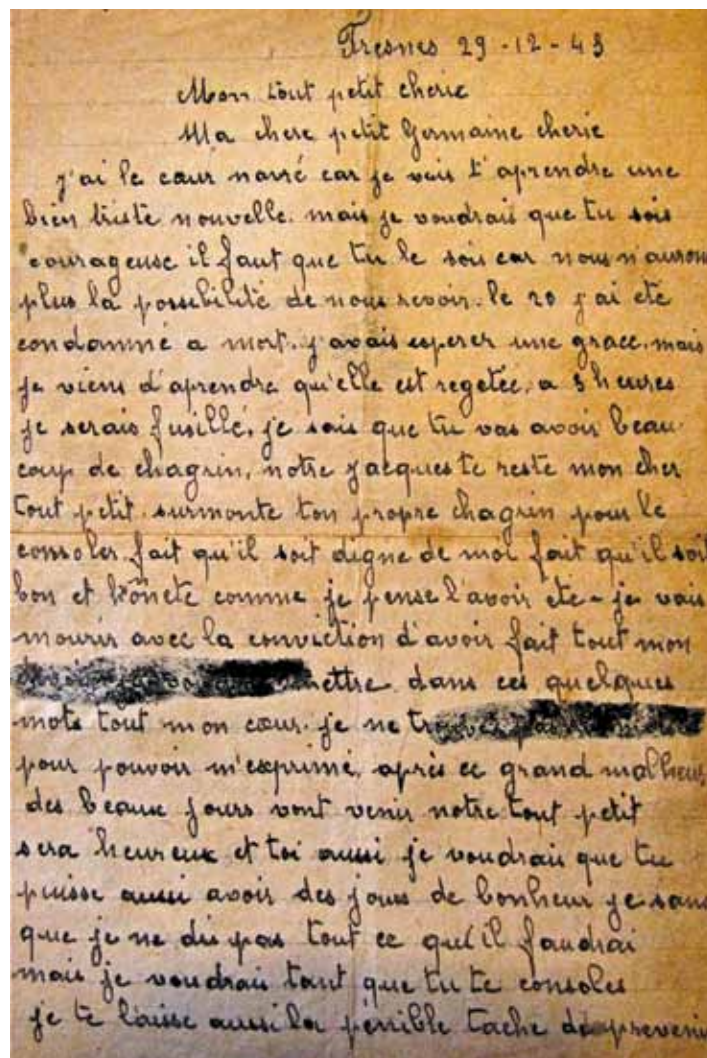 Fresnes 29-12-43
Mon tout petit cherie
Ma chere petit Germaine cherie
j'ai le cœur navré car je vais t'aprendre une
bien triste nouvelle. mais je voudrais que tu sois
courageuse il faut que tu le sois car nous n'aurons
plus la possibilité de nous revoir. le 20 j'ai eté
condamné a mort. j'avais esperer une grace. mais
je viens d'aprendre qu'elle est regetée. a 3 heures
je serais fusillé. je sais que tu vas avoir beau-
coup de chagrin, notre jacques te reste mon cher
tout petit. surmonte ton propre chagrin pour le
consoler. fait qu'il soit digne de moi fait qu'il soit
bon et hônete comme je pense l'avoir ete - je vais
mourir avec la conviction d'avoir fait tout mon
mettre dans ces quelques
mots tout mon cœur. je ne
pour pouvoir m'exprimé, après ce grand malheur
des beaux jours vont venir notre tout petit
sera heureux et toi aussi je voudrais que tu
puisse aussi avoir des jours de bonheur je sans
que je ne dis pas tout ce qu'il faudrai
mais je voudrais tant que tu te consoles
je te laisse aussi la pénible tache de prevenir